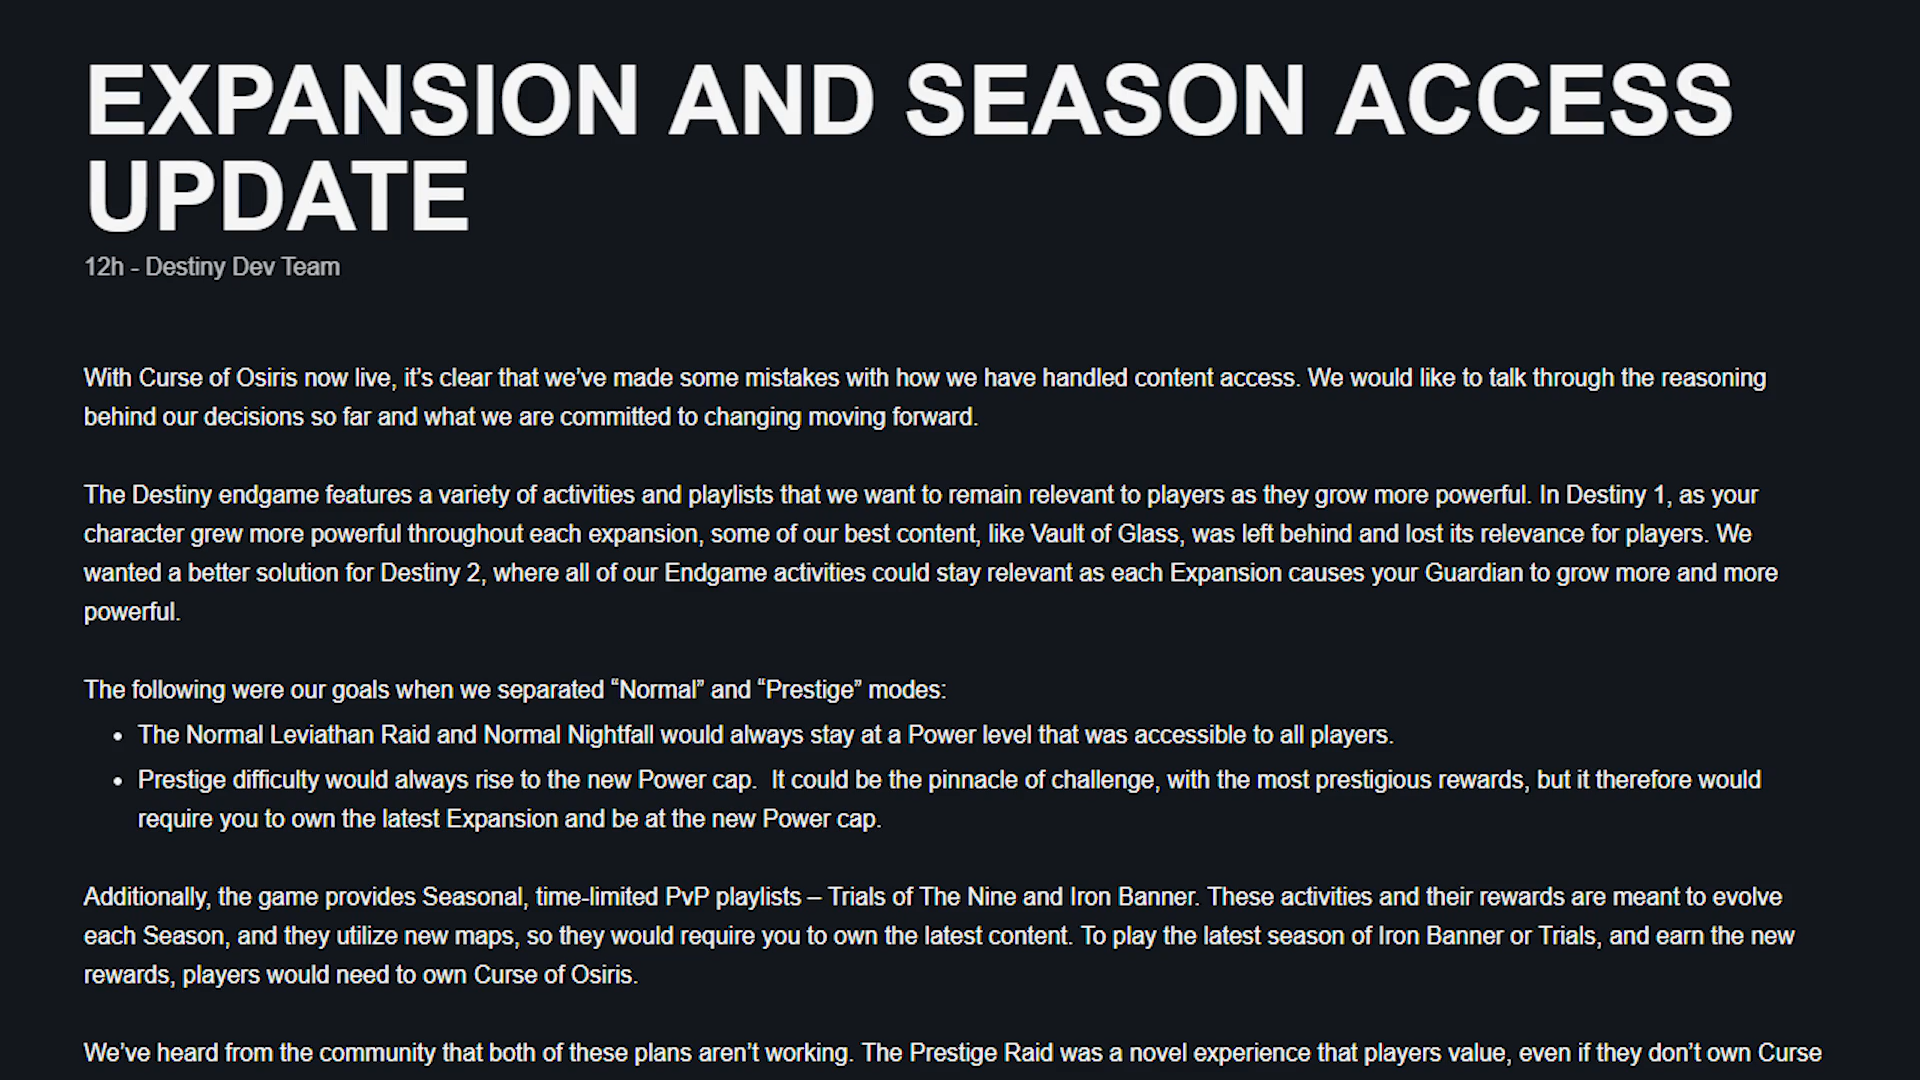 EXPANSION AND SEASON ACCESS
UPDATE
12h - Destiny Dev Team
With Curse of Osiris now live, it’s clear that we’ve made some mistakes with how we have handled content access. We would like to talk through the reasoning
behind our decisions so far and what we are committed to changing moving forward.
The Destiny endgame features a variety of activities and playlists that we want to remain relevant to players as they grow more powerful. In Destiny 1, as your
character grew more powerful throughout each expansion, some of our best content, like Vault of Glass, was left behind and lost its relevance for players. We
wanted a better solution for Destiny 2, where all of our Endgame activities could stay relevant as each Expansion causes your Guardian to grow more and more
powerful.
The following were our goals when we separated “Normal” and “Prestige” modes:
• The Normal Leviathan Raid and Normal Nightfall would always stay at a Power level that was accessible to all players.
• Prestige difficulty would always rise to the new Power cap.  It could be the pinnacle of challenge, with the most prestigious rewards, but it therefore would
require you to own the latest Expansion and be at the new Power cap.
Additionally, the game provides Seasonal, time-limited PvP playlists – Trials of The Nine and Iron Banner. These activities and their rewards are meant to evolve
each Season, and they utilize new maps, so they would require you to own the latest content. To play the latest season of Iron Banner or Trials, and earn the new
rewards, players would need to own Curse of Osiris.
We’ve heard from the community that both of these plans aren’t working. The Prestige Raid was a novel experience that players value, even if they don’t own Curse